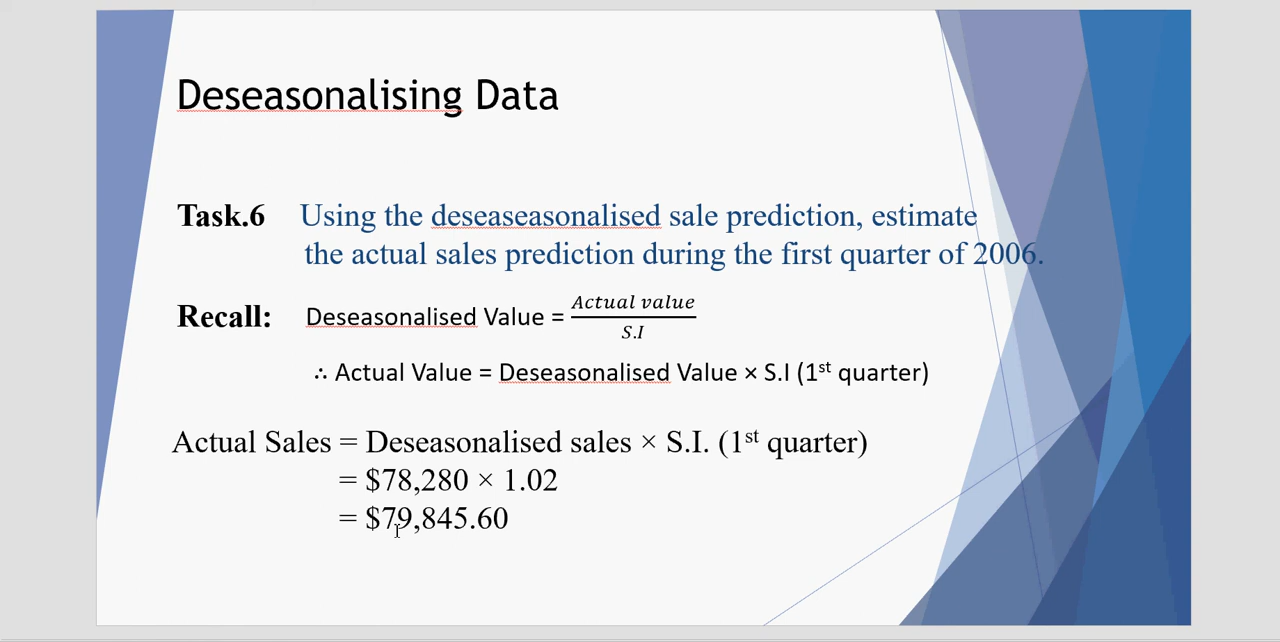 Deseasonalising Data
Task.6 Using the deseaseasonalised sale prediction, estimate
the actual sales prediction during the first quarter of 2006.
Recall: Deseasonalised Value = Actual value / S.I
∴ Actual Value = Deseasonalised Value × S.I (1st quarter)
Actual Sales = Deseasonalised sales × S.I. (1st quarter)
= $78,280 × 1.02
= $79,845.60